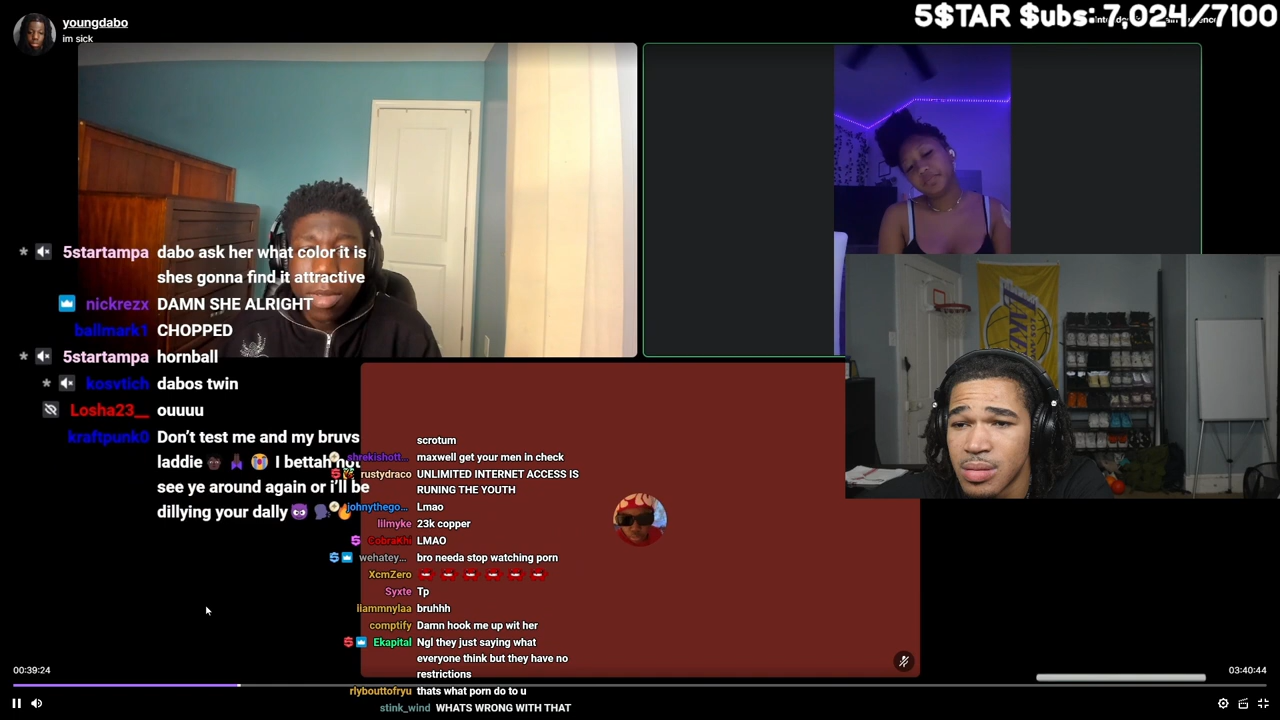 youngdabo
im sick
5$TAR $ubs: 7,024/7100
5startampa dabo ask her what color it is
shes gonna find it attractive
nickrezx DAMN SHE ALRIGHT
ballmark1 CHOPPED
5startampa hornball
kosvtich dabos twin
Losha23__ ouuuu
kraftpunk0 Don't test me and my bruvs
laddie I bettah not
see ye around again or i'll be
dillying your dally
scrotum
shrekishott... maxwell get your men in check
rustydraco UNLIMITED INTERNET ACCESS IS
RUNING THE YOUTH
johnythego... Lmao
lilmyke 23k copper
CobraKhi LMAO
wehatey... bro needa stop watching porn
XcmZero
Syxte Tp
iiammnylaa bruhhh
comptify Damn hook me up wit her
Ekapital Ngl they just saying what
everyone think but they have no
restrictions
rlybouttofryu thats what porn do to u
stink_wind WHATS WRONG WITH THAT
00:39:24
03:40:44